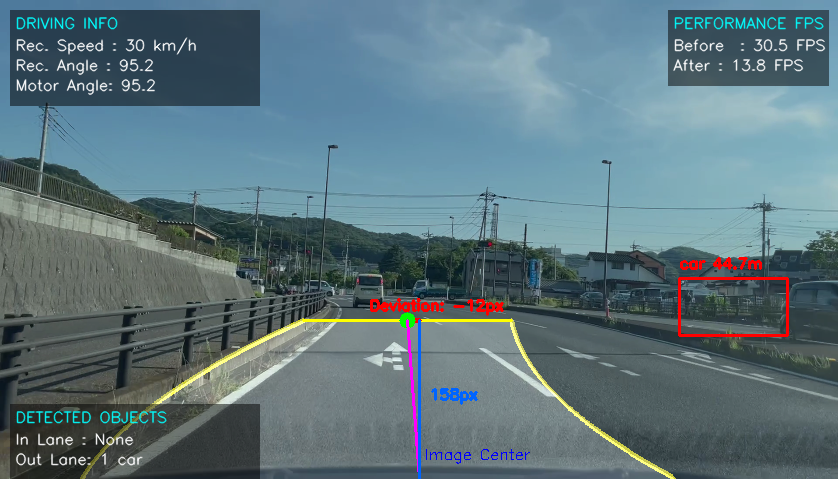 DRIVING INFO
Rec. Speed : 30 km/h
Rec. Angle : 95.2
Motor Angle: 95.2
PERFORMANCE FPS
Before : 30.5 FPS
After : 13.8 FPS
car 44.7m
Deviation: -12px
158px
Image Center
DETECTED OBJECTS
In Lane : None
Out Lane: 1 car